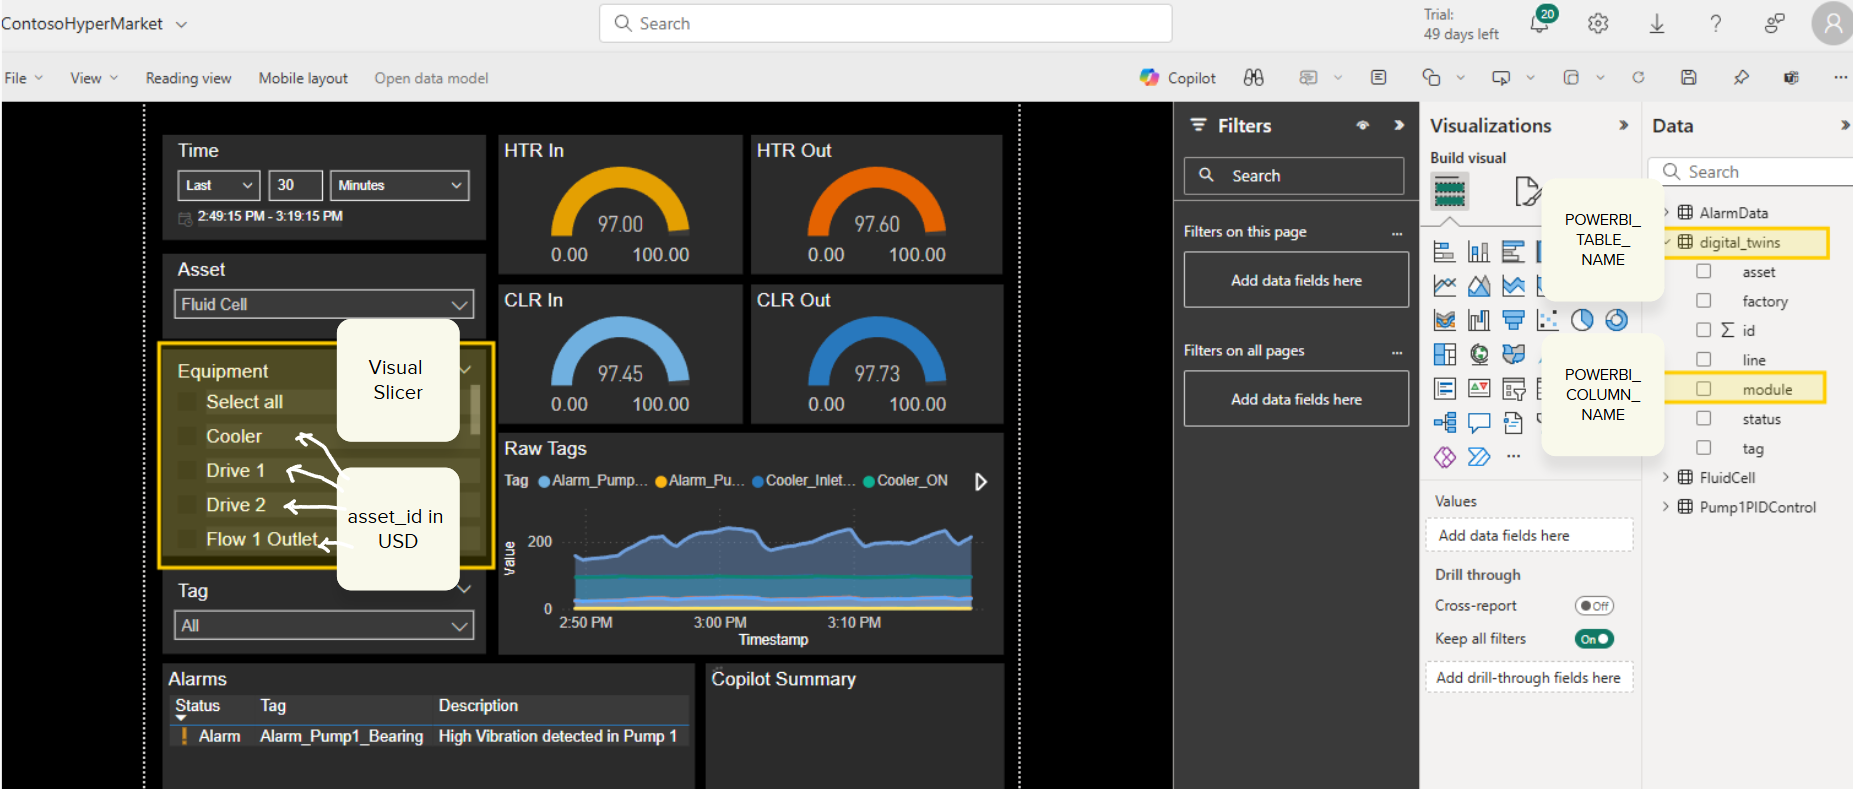 ContosoHyperMarket
Search
Trial:
49 days left
20
File
View
Reading view
Mobile layout
Open data model
Copilot
Time
Last
30
Minutes
2:49:15 PM - 3:19:15 PM
Asset
Fluid Cell
Equipment
Select all
Cooler
Drive 1
Drive 2
Flow 1 Outlet
Visual
Slicer
asset_id in
USD
Tag
All
HTR In
97.00
0.00
100.00
HTR Out
97.60
0.00
100.00
CLR In
97.45
0.00
100.00
CLR Out
97.73
0.00
100.00
Raw Tags
Tag
Alarm_Pump...
Alarm_Pu...
Cooler_Inlet...
Cooler_ON
Value
200
0
2:50 PM
3:00 PM
3:10 PM
Timestamp
Alarms
Status
Tag
Description
Alarm
Alarm_Pump1_Bearing
High Vibration detected in Pump 1
Copilot Summary
Filters
Search
Filters on this page
...
Add data fields here
Filters on all pages
...
Add data fields here
Visualizations
Build visual
...
Values
Add data fields here
Drill through
Cross-report
Off
Keep all filters
On
Add drill-through fields here
POWERBI_
TABLE_
NAME
POWERBI_
COLUMN_
NAME
Data
Search
AlarmData
digital_twins
asset
factory
id
line
module
status
tag
FluidCell
Pump1PIDControl